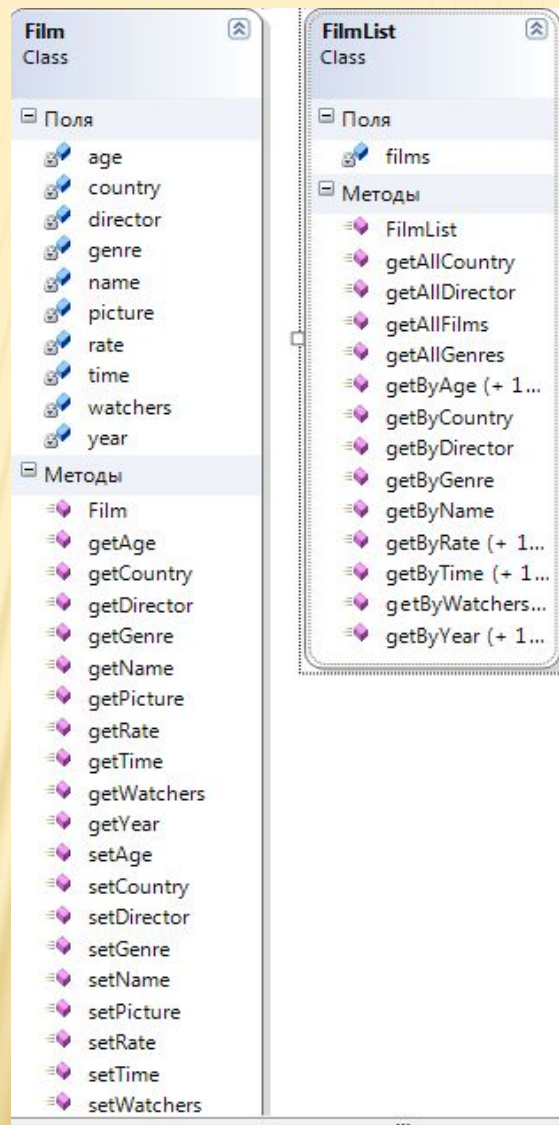 Film
Class
Поля
age
country
director
genre
name
picture
rate
time
watchers
year
Методы
Film
getAge
getCountry
getDirector
getGenre
getName
getPicture
getRate
getTime
getWatchers
getYear
setAge
setCountry
setDirector
setGenre
setName
setPicture
setRate
setTime
setWatchers
FilmList
Class
Поля
films
Методы
FilmList
getAllCountry
getAllDirector
getAllFilms
getAllGenres
getByAge (+ 1...
getByCountry
getByDirector
getByGenre
getByName
getByRate (+ 1...
getByTime (+ 1...
getByWatchers...
getByYear (+ 1...